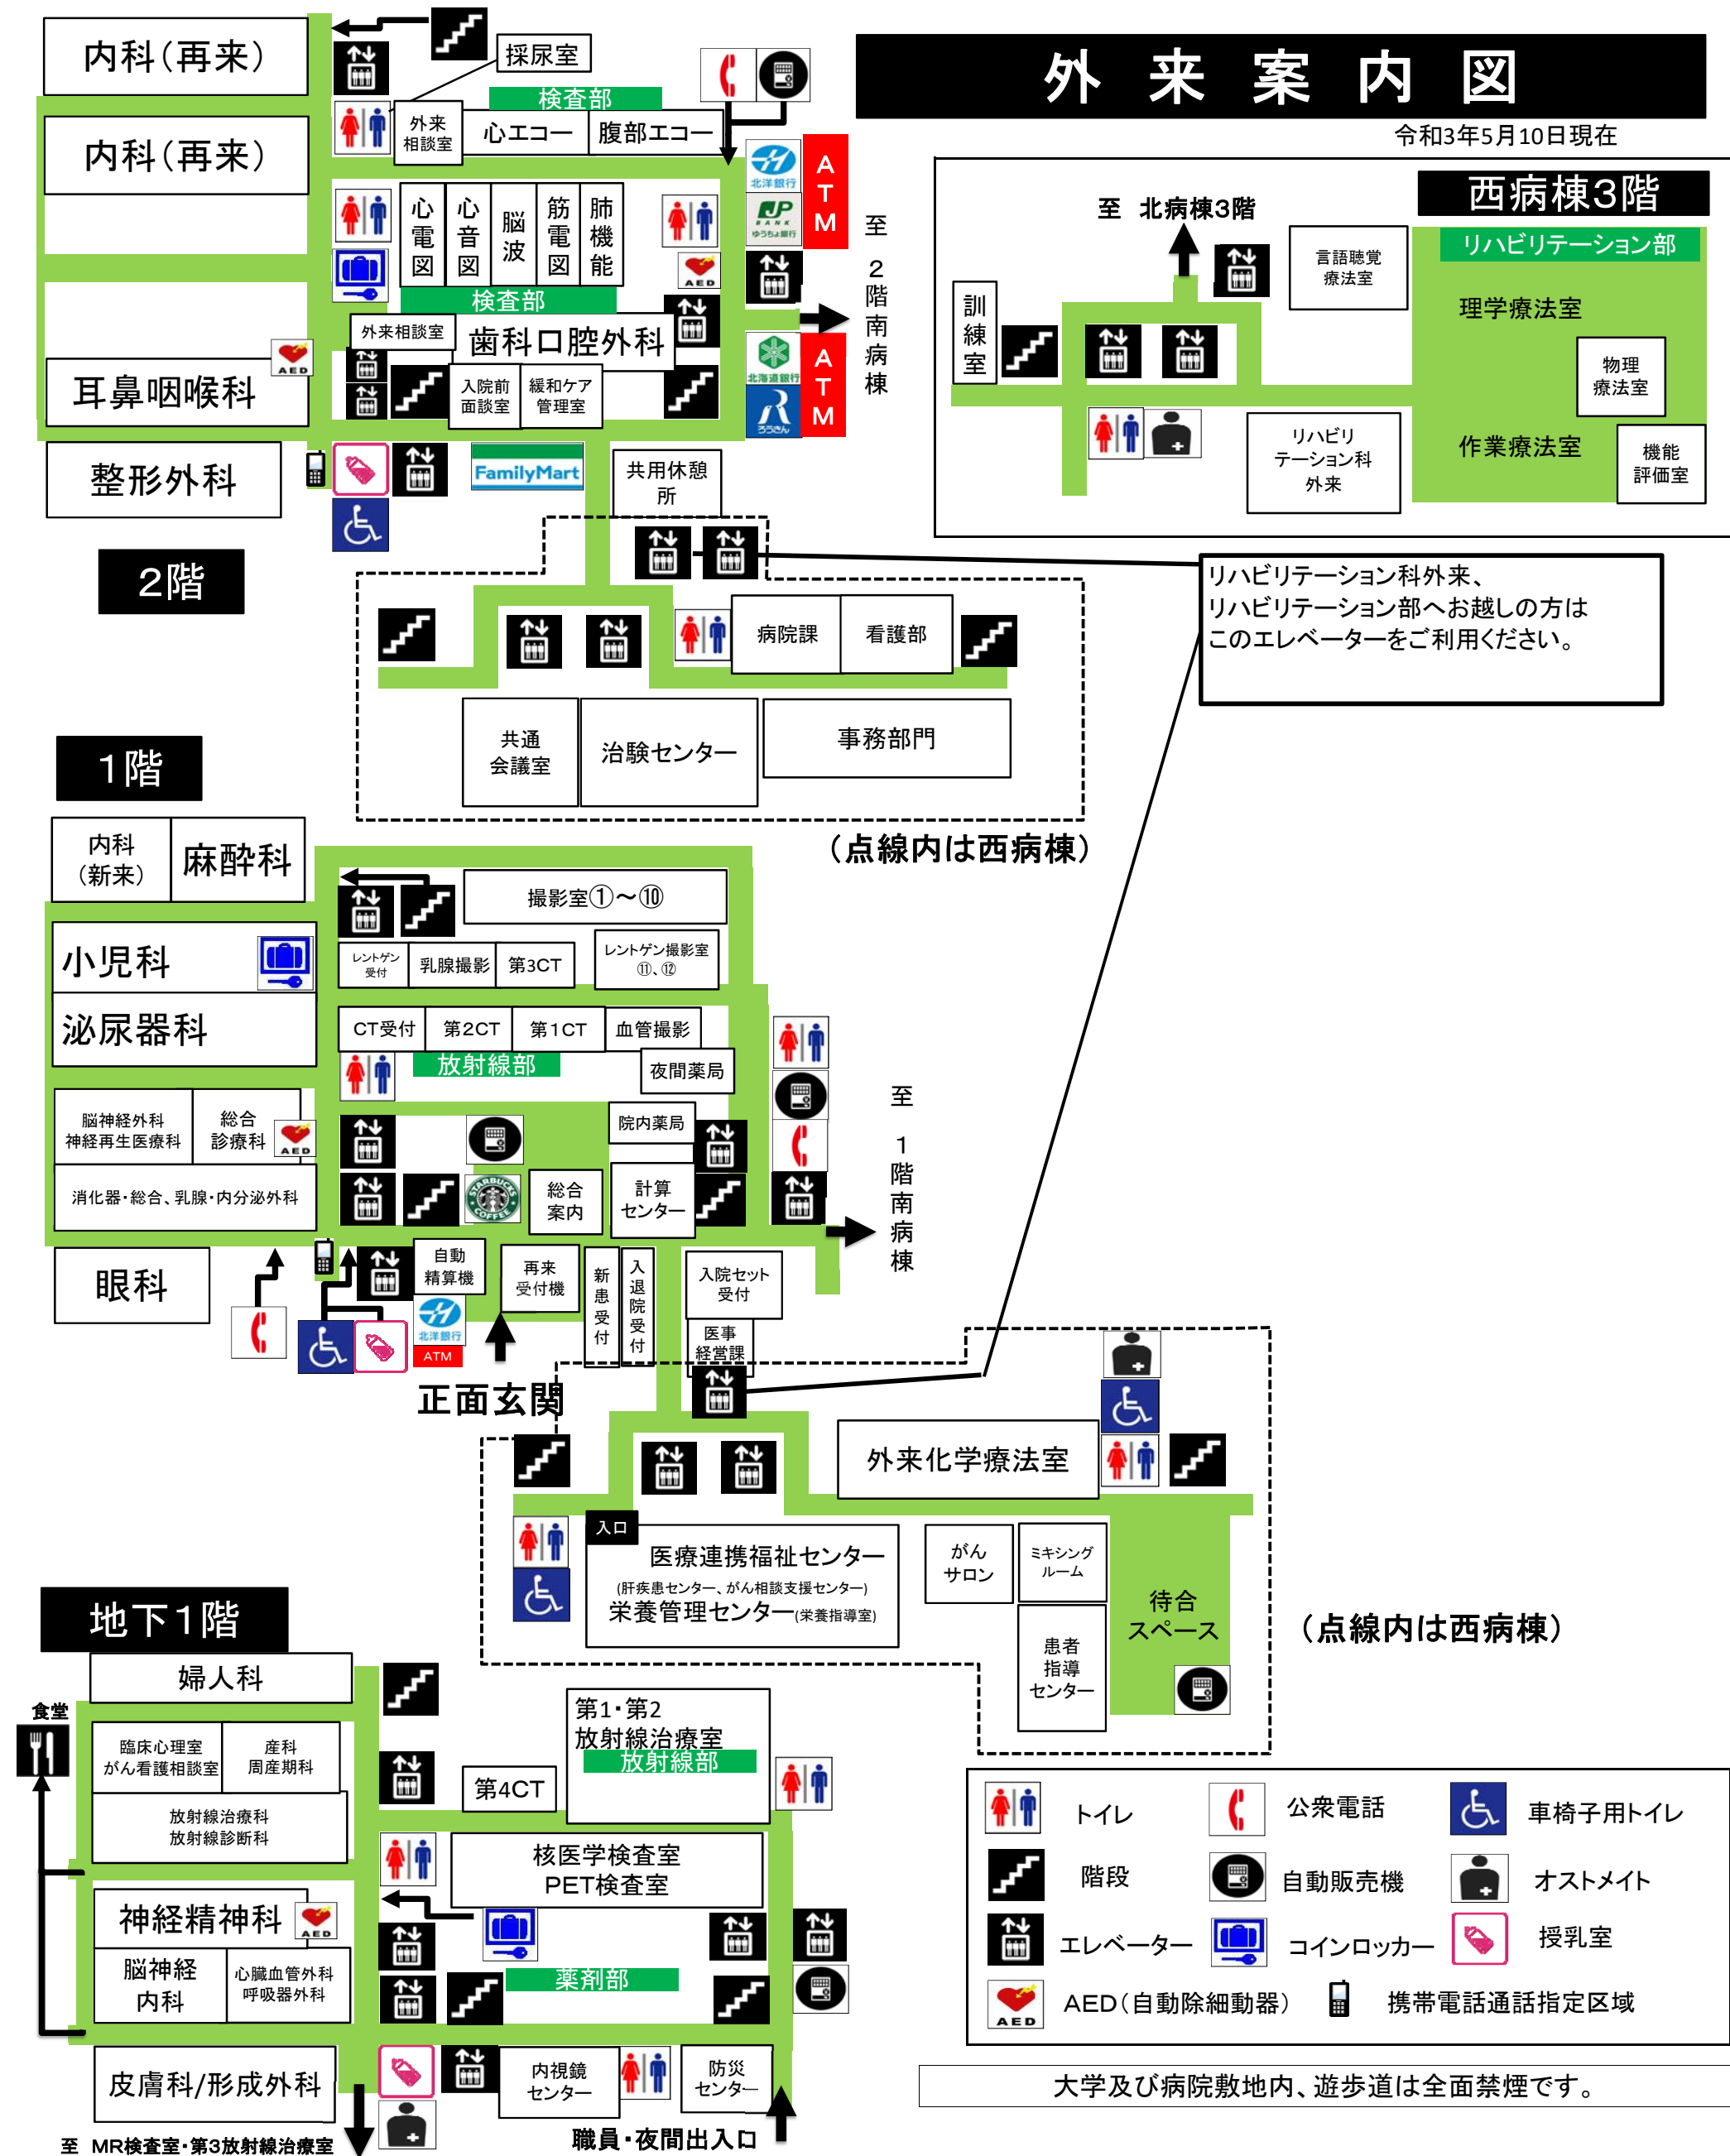 外来案内図
令和3年5月10日現在
内科(再来)
採尿室
検査部
外来
相談室
心エコー
腹部エコー
内科(再来)
北洋銀行
ATM
JP
BANK
ゆうちょ銀行
心電図
心音図
脳波
筋電図
肺機能
AED
検査部
至 2階南病棟
外来相談室
歯科口腔外科
北海道銀行
ATM
ろうきん
耳鼻咽喉科
AED
入院前
面談室
緩和ケア
管理室
整形外科
FamilyMart
共用休憩
所
2階
病院課
看護部
共通
会議室
治験センター
事務部門
(点線内は西病棟)
西病棟3階
至 北病棟3階
リハビリテーション部
言語聴覚
療法室
訓練室
理学療法室
物理
療法室
作業療法室
リハビリ
テーション科
外来
機能
評価室
リハビリテーション科外来、
リハビリテーション部へお越しの方は
このエレベーターをご利用ください。
1階
内科
(新来)
麻酔科
撮影室①～⑩
小児科
レントゲン
受付
乳腺撮影
第3CT
レントゲン撮影室
⑪、⑫
泌尿器科
CT受付
第2CT
第1CT
血管撮影
放射線部
夜間薬局
脳神経外科
神経再生医療科
総合
診療科
AED
院内薬局
至 1階南病棟
消化器・総合、乳腺・内分泌外科
STARBUCKS
COFFEE
総合
案内
計算
センター
眼科
自動
精算機
再来
受付機
新患受付
入退院受付
入院セット
受付
北洋銀行
ATM
医事
経営課
正面玄関
外来化学療法室
入口
医療連携福祉センター
(肝疾患センター、がん相談支援センター)
栄養管理センター(栄養指導室)
がん
サロン
ミキシング
ルーム
待合
スペース
患者
指導
センター
(点線内は西病棟)
地下1階
婦人科
食堂
臨床心理室
がん看護相談室
産科
周産期科
第1・第2
放射線治療室
放射線部
第4CT
放射線治療科
放射線診断科
核医学検査室
PET検査室
神経精神科
AED
脳神経
内科
心臓血管外科
呼吸器外科
薬剤部
皮膚科/形成外科
内視鏡
センター
防災
センター
至 MR検査室・第3放射線治療室
職員・夜間出入口
トイレ
公衆電話
車椅子用トイレ
階段
自動販売機
オストメイト
エレベーター
コインロッカー
授乳室
AED
AED(自動除細動器)
携帯電話通話指定区域
大学及び病院敷地内、遊歩道は全面禁煙です。